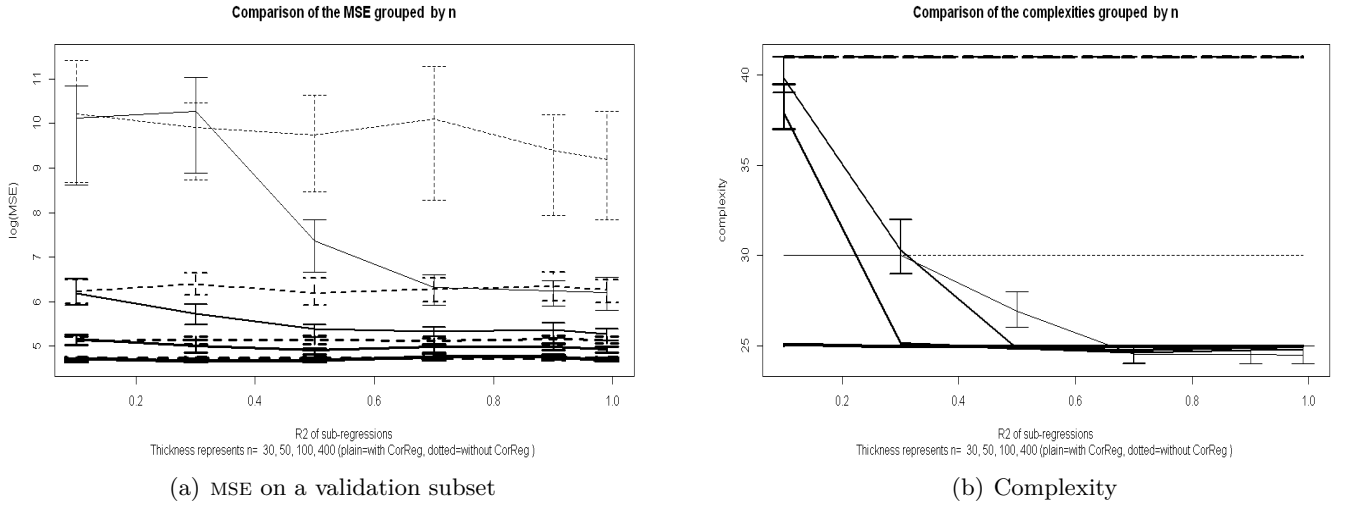 Comparison of the MSE grouped by n
log(MSE)
11
10
9
8
7
6
5
0.2
0.4
0.6
0.8
1.0
R2 of sub-regressions
Thickness represents n= 30, 50, 100, 400 (plain=with CorReg, dotted=without CorReg )
(a) MSE on a validation subset
Comparison of the complexities grouped by n
complexity
40
35
30
25
0.2
0.4
0.6
0.8
1.0
R2 of sub-regressions
Thickness represents n= 30, 50, 100, 400 (plain=with CorReg, dotted=without CorReg )
(b) Complexity